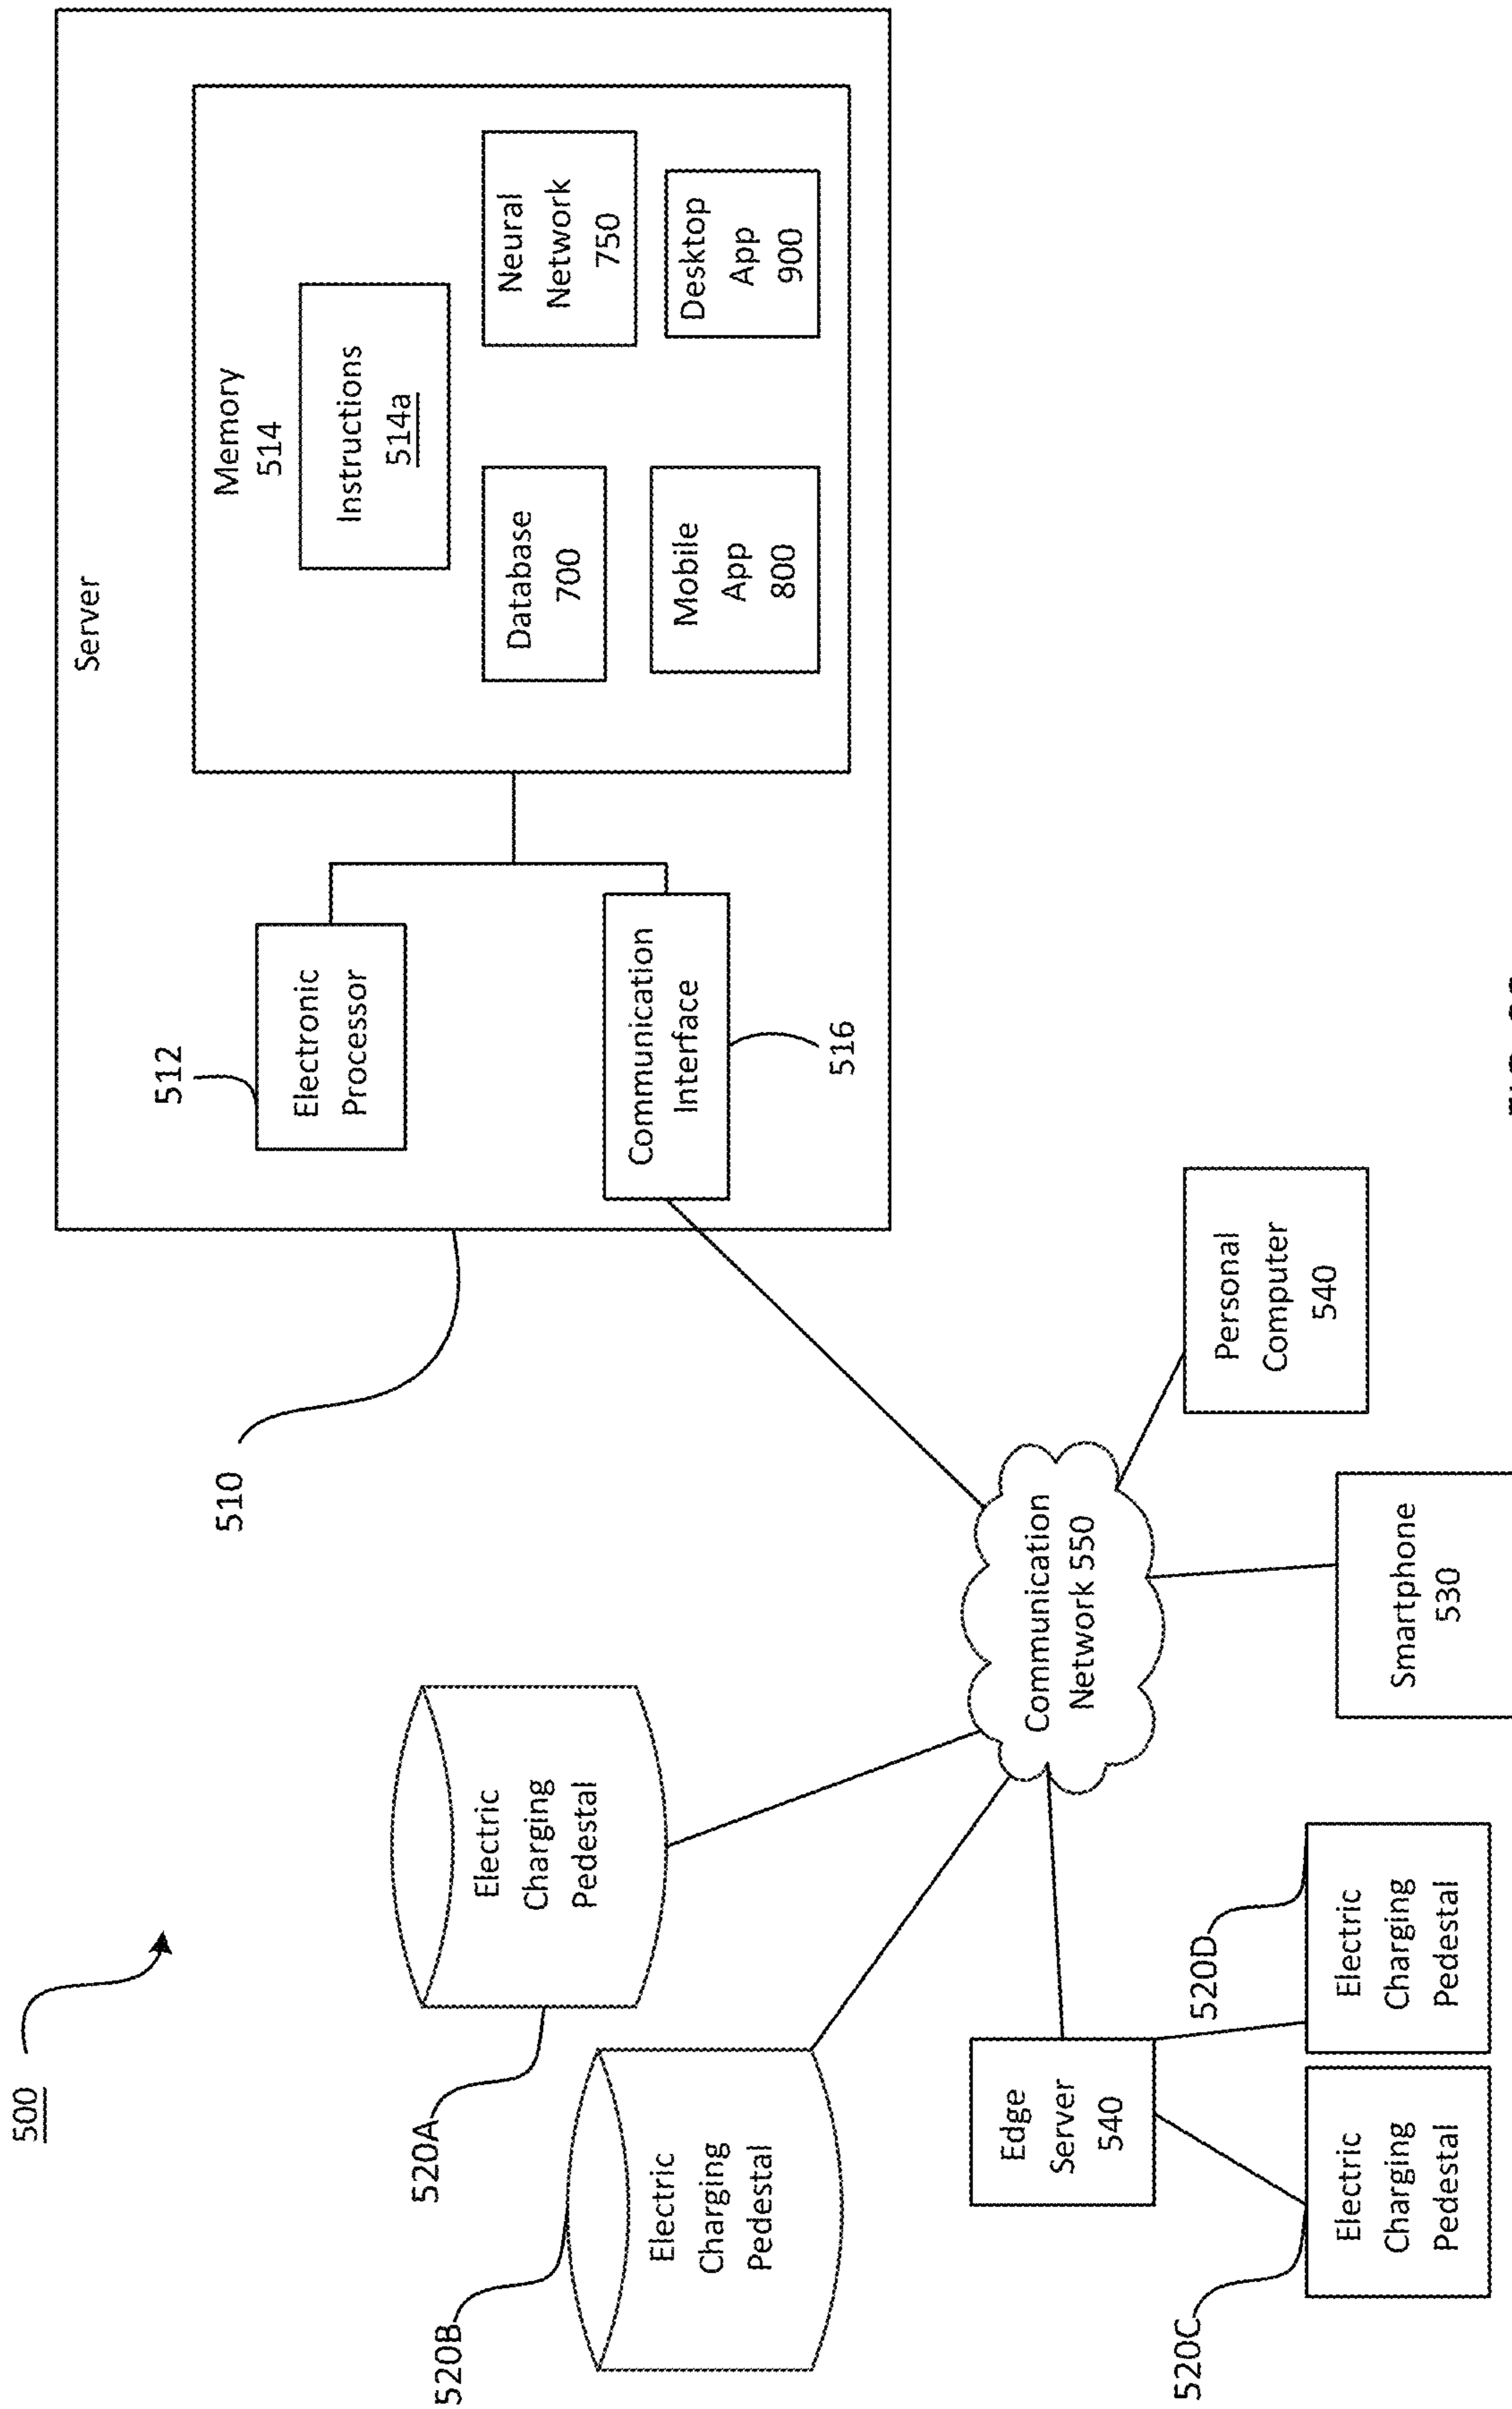 500
510
Server
512
Electronic
Processor
Memory
514
Instructions
514a
Database
700
Neural
Network
750
Mobile
App
800
Desktop
App
900
Communication
Interface
516
520A
Electric
Charging
Pedestal
520B
Electric
Charging
Pedestal
Communication
Network 550
Edge
Server
540
520C
Electric
Charging
Pedestal
520D
Electric
Charging
Pedestal
Smartphone
530
Personal
Computer
540